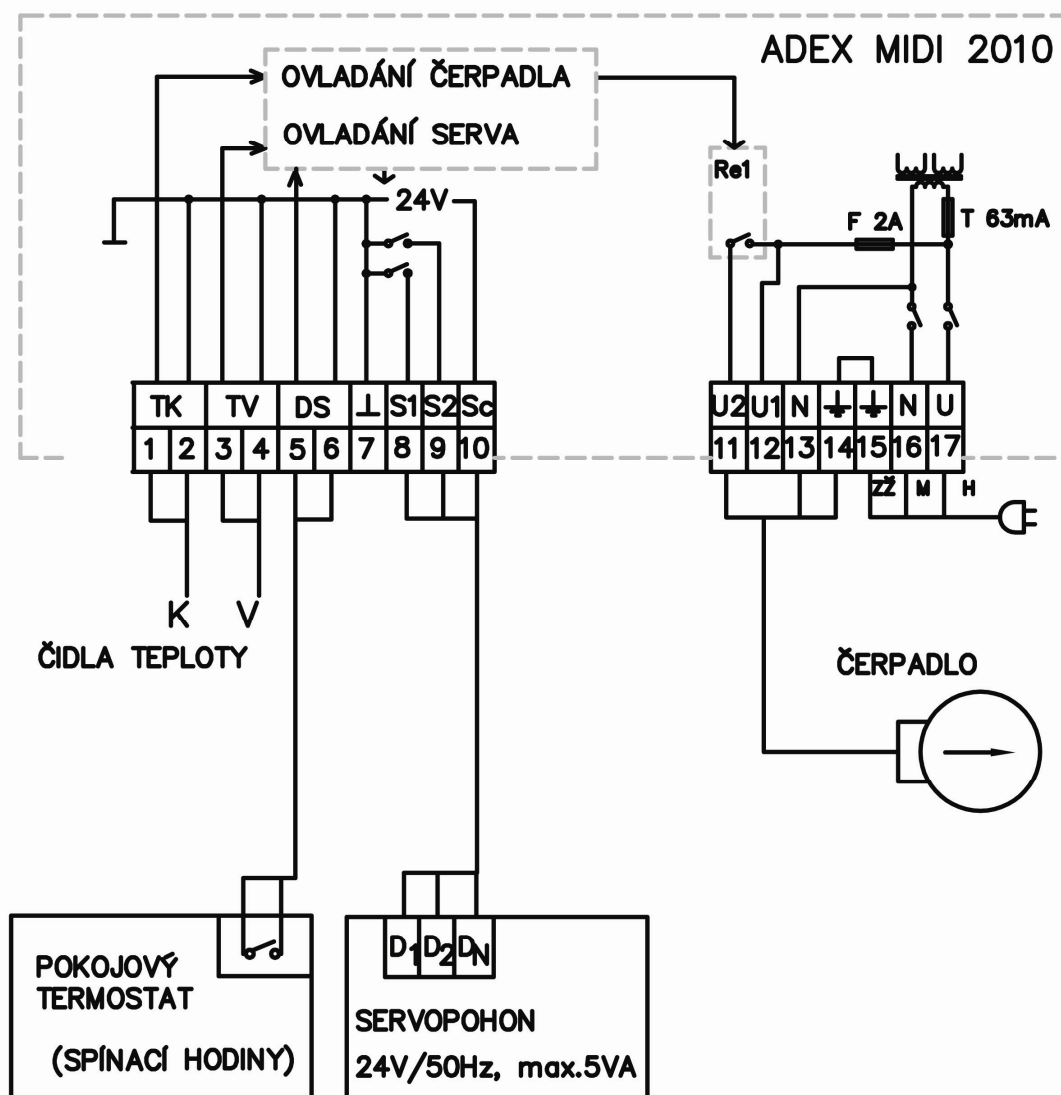 ADEX MIDI 2010
OVLADÁNÍ ČERPADLA
OVLADÁNÍ SERVA
24V
Re1
F 2A
T 63mA
TK TV DS ⊥ S1 S2 Sc
1 2 3 4 5 6 7 8 9 10
U2 U1 N ⏚ ⏚ N U
11 12 13 14 15 16 17
ZŽ M H
K V
ČIDLA TEPLOTY
ČERPADLO
D1 D2 DN
POKOJOVÝ
TERMOSTAT
(SPÍNACÍ HODINY)
SERVOPOHON
24V/50Hz, max.5VA